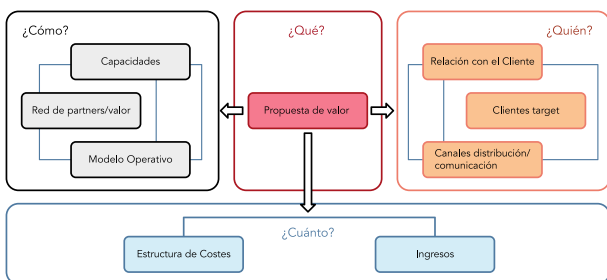 ¿Cómo?
Capacidades
Red de partners/valor
Modelo Operativo
¿Qué?
Propuesta de valor
¿Quién?
Relación con el Cliente
Clientes target
Canales distribución/
comunicación
¿Cuánto?
Estructura de Costes
Ingresos